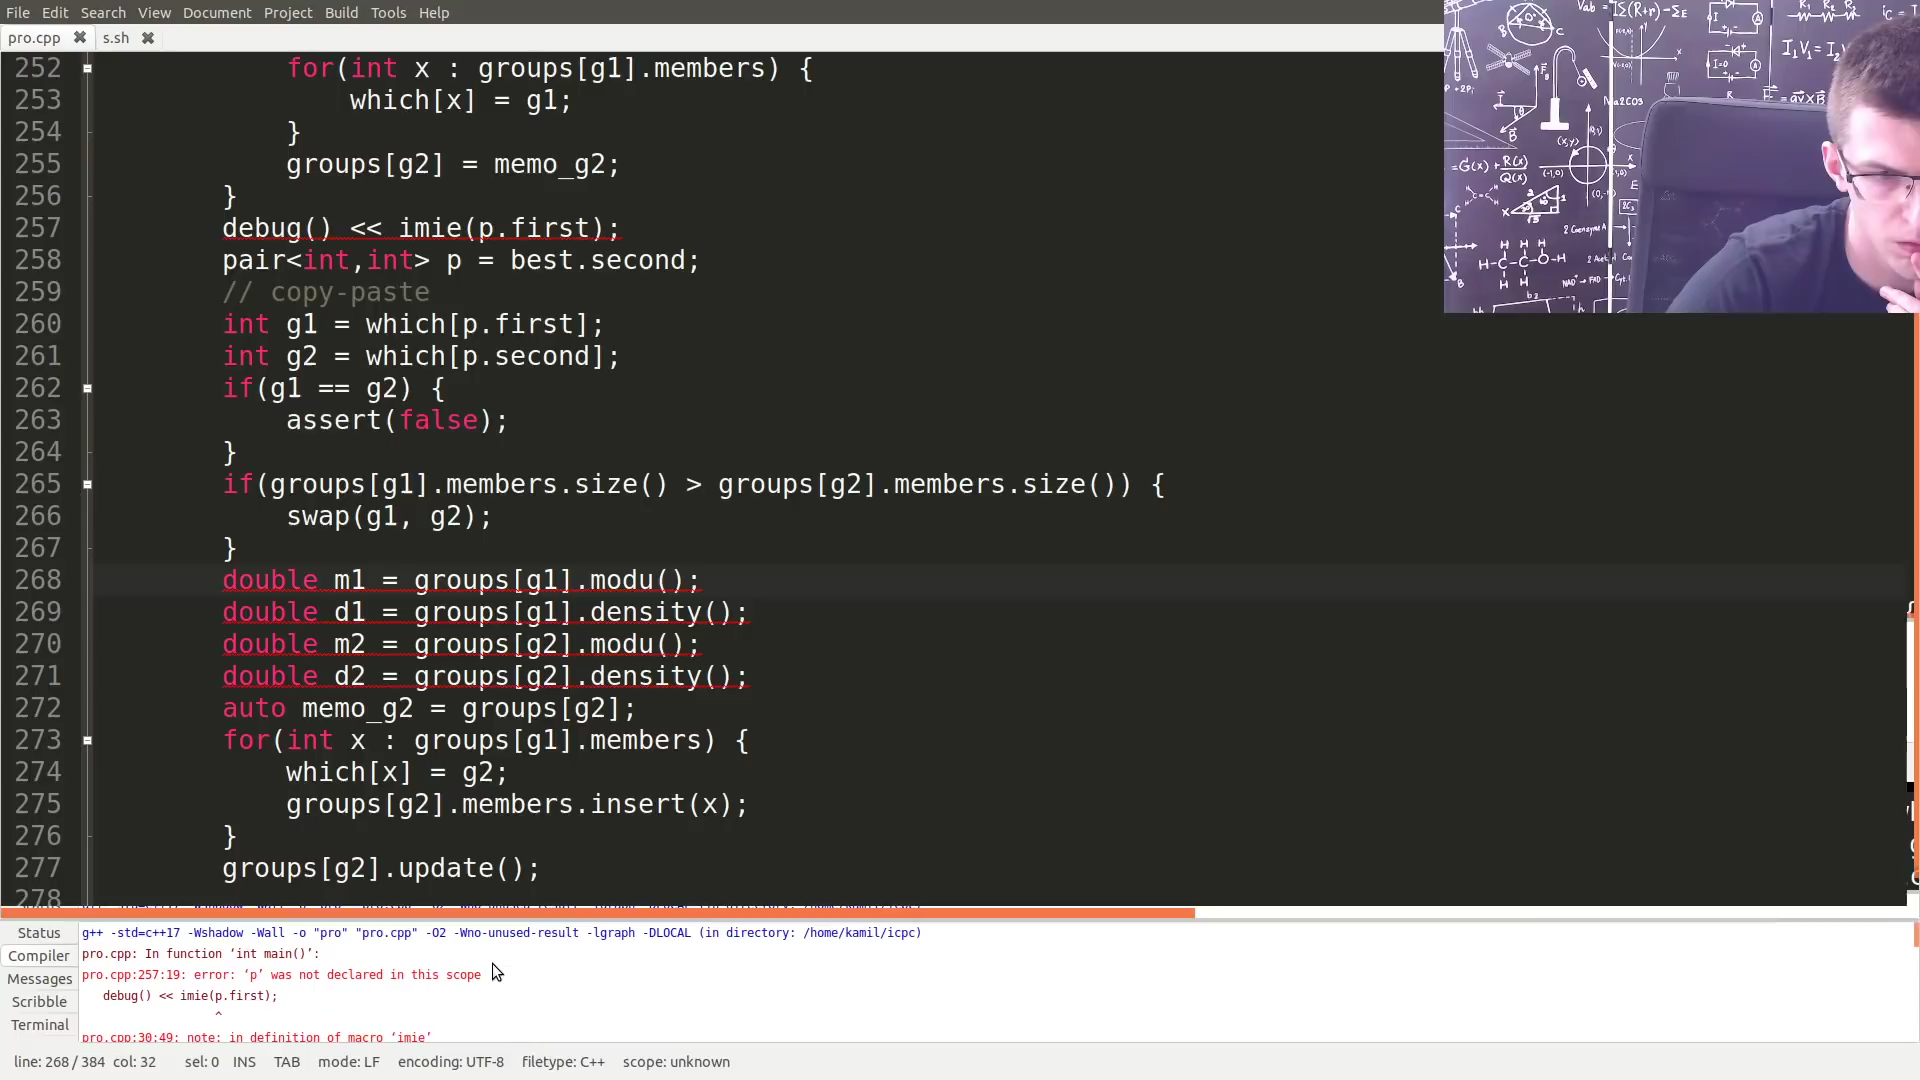 File Edit Search View Document Project Build Tools Help
pro.cpp ✖ s.sh ✖
252 for(int x : groups[g1].members) {
253 which[x] = g1;
254 }
255 groups[g2] = memo_g2;
256 }
257 debug() << imie(p.first);
258 pair<int,int> p = best.second;
259 // copy-paste
260 int g1 = which[p.first];
261 int g2 = which[p.second];
262 if(g1 == g2) {
263 assert(false);
264 }
265 if(groups[g1].members.size() > groups[g2].members.size()) {
266 swap(g1, g2);
267 }
268 double m1 = groups[g1].modu();
269 double d1 = groups[g1].density();
270 double m2 = groups[g2].modu();
271 double d2 = groups[g2].density();
272 auto memo_g2 = groups[g2];
273 for(int x : groups[g1].members) {
274 which[x] = g2;
275 groups[g2].members.insert(x);
276 }
277 groups[g2].update();
278
Status
Compiler
Messages
Scribble
Terminal
g++ -std=c++17 -Wshadow -Wall -o "pro" "pro.cpp" -O2 -Wno-unused-result -lgraph -DLOCAL (in directory: /home/kamil/icpc)
pro.cpp: In function ‘int main()’:
pro.cpp:257:19: error: ‘p’ was not declared in this scope
debug() << imie(p.first);
^
pro.cpp:30:49: note: in definition of macro ‘imie’
line: 268 / 384 col: 32 sel: 0 INS TAB mode: LF encoding: UTF-8 filetype: C++ scope: unknown